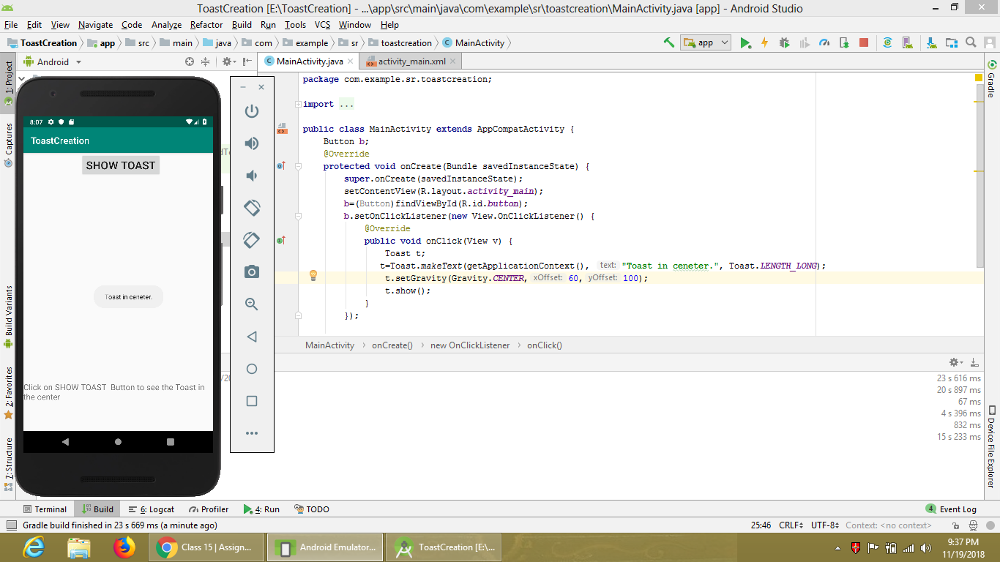 ToastCreation [E:\ToastCreation] - ...\app\src\main\java\com\example\sr\toastcreation\MainActivity.java [app] - Android Studio
File Edit View Navigate Code Analyze Refactor Build Run Tools VCS Window Help
ToastCreation app src main java com example sr toastcreation MainActivity
app
1: Project
Captures
Build Variants
2: Favorites
7: Structure
Android
MainActivity.java activity_main.xml
8:07
ToastCreation
SHOW TOAST
Toast in ceneter.
Click on SHOW TOAST Button to see the Toast in
the center
package com.example.sr.toastcreation;
import ...
public class MainActivity extends AppCompatActivity {
Button b;
@Override
protected void onCreate(Bundle savedInstanceState) {
super.onCreate(savedInstanceState);
setContentView(R.layout.activity_main);
b=(Button)findViewById(R.id.button);
b.setOnClickListener(new View.OnClickListener() {
@Override
public void onClick(View v) {
Toast t;
t=Toast.makeText(getApplicationContext(), text: "Toast in ceneter.", Toast.LENGTH_LONG);
t.setGravity(Gravity.CENTER, xOffset: 60, yOffset: 100);
t.show();
}
});
MainActivity onCreate() new OnClickListener onClick()
23 s 616 ms
20 s 897 ms
67 ms
4 s 396 ms
832 ms
15 s 233 ms
Gradle
Device File Explorer
Terminal Build 6: Logcat Profiler 4: Run TODO
4 Event Log
Gradle build finished in 23 s 669 ms (a minute ago)
25:46 CRLF UTF-8 Context: <no context>
Class 15 | Assign...
Android Emulator...
ToastCreation [E:\...
9:37 PM
11/19/2018